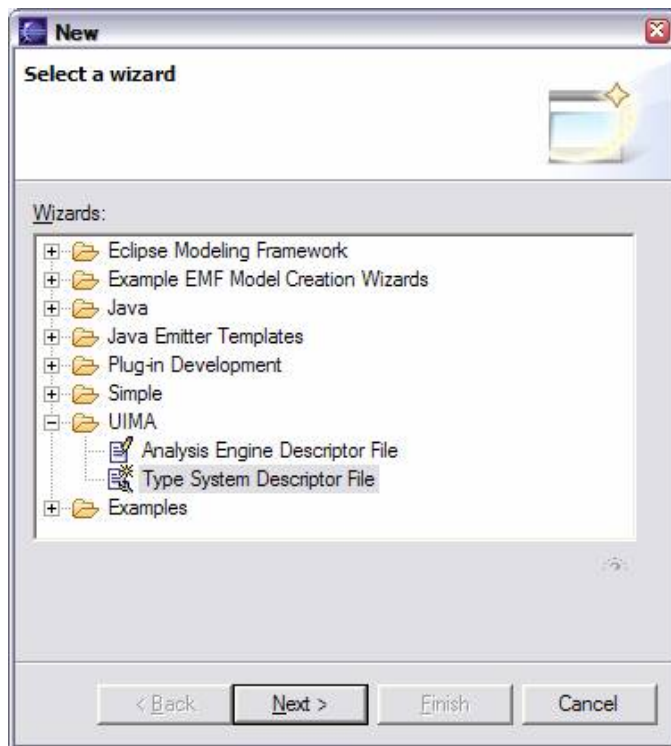 New
Select a wizard
Wizards:
Eclipse Modeling Framework
Example EMF Model Creation Wizards
Java
Java Emitter Templates
Plug-in Development
Simple
UIMA
Analysis Engine Descriptor File
Type System Descriptor File
Examples
< Back Next > Finish Cancel